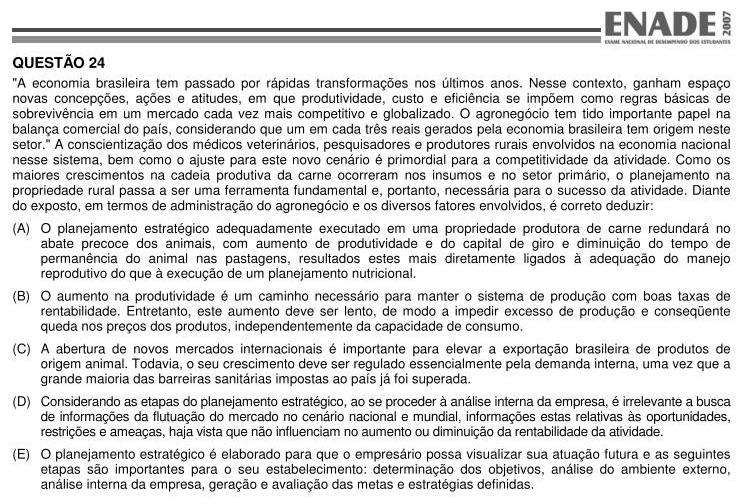 ENADE 2007
EXAME NACIONAL DE DESEMPENHO DOS ESTUDANTES
QUESTÃO 24
"A economia brasileira tem passado por rápidas transformações nos últimos anos. Nesse contexto, ganham espaço
novas concepções, ações e atitudes, em que produtividade, custo e eficiência se impõem como regras básicas de
sobrevivência em um mercado cada vez mais competitivo e globalizado. O agronegócio tem tido importante papel na
balança comercial do país, considerando que um em cada três reais gerados pela economia brasileira tem origem neste
setor." A conscientização dos médicos veterinários, pesquisadores e produtores rurais envolvidos na economia nacional
nesse sistema, bem como o ajuste para este novo cenário é primordial para a competitividade da atividade. Como os
maiores crescimentos na cadeia produtiva da carne ocorreram nos insumos e no setor primário, o planejamento na
propriedade rural passa a ser uma ferramenta fundamental e, portanto, necessária para o sucesso da atividade. Diante
do exposto, em termos de administração do agronegócio e os diversos fatores envolvidos, é correto deduzir:
(A) O planejamento estratégico adequadamente executado em uma propriedade produtora de carne redundará no
abate precoce dos animais, com aumento de produtividade e do capital de giro e diminuição do tempo de
permanência do animal nas pastagens, resultados estes mais diretamente ligados à adequação do manejo
reprodutivo do que à execução de um planejamento nutricional.
(B) O aumento na produtividade é um caminho necessário para manter o sistema de produção com boas taxas de
rentabilidade. Entretanto, este aumento deve ser lento, de modo a impedir excesso de produção e conseqüente
queda nos preços dos produtos, independentemente da capacidade de consumo.
(C) A abertura de novos mercados internacionais é importante para elevar a exportação brasileira de produtos de
origem animal. Todavia, o seu crescimento deve ser regulado essencialmente pela demanda interna, uma vez que a
grande maioria das barreiras sanitárias impostas ao país já foi superada.
(D) Considerando as etapas do planejamento estratégico, ao se proceder à análise interna da empresa, é irrelevante a busca
de informações da flutuação do mercado no cenário nacional e mundial, informações estas relativas às oportunidades,
restrições e ameaças, haja vista que não influenciam no aumento ou diminuição da rentabilidade da atividade.
(E) O planejamento estratégico é elaborado para que o empresário possa visualizar sua atuação futura e as seguintes
etapas são importantes para o seu estabelecimento: determinação dos objetivos, análise do ambiente externo,
análise interna da empresa, geração e avaliação das metas e estratégias definidas.